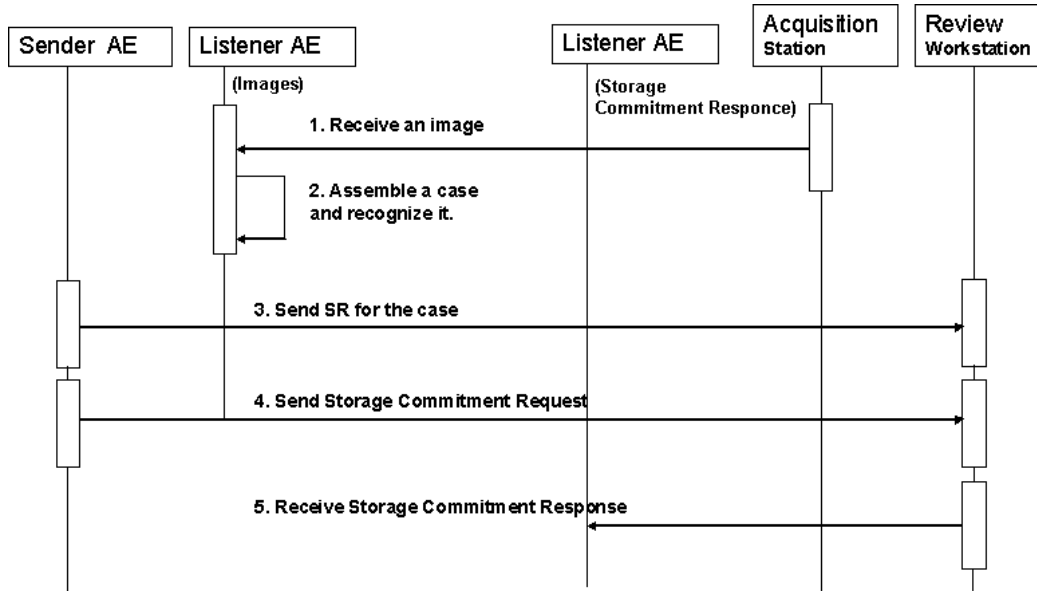 Sender AE
Listener AE
(Images)
Listener AE
(Storage
Commitment Responce)
Acquisition
Station
Review
Workstation
1. Receive an image
2. Assemble a case
and recognize it.
3. Send SR for the case
4. Send Storage Commitment Request
5. Receive Storage Commitment Response